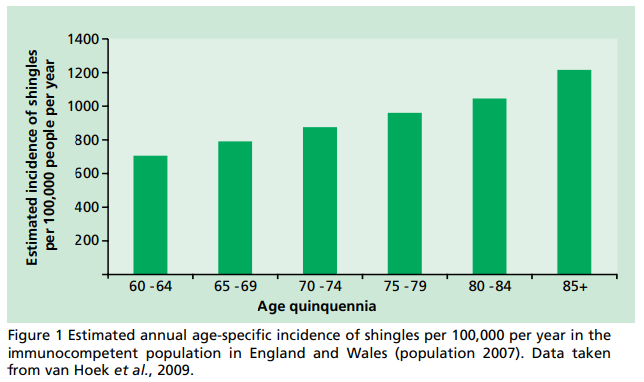 Estimated incidence of shingles
per 100,000 people per year
1400
1200
1000
800
600
400
200
60 -64 65 -69 70 -74 75 -79 80 -84 85+
Age quinquennia
Figure 1 Estimated annual age-specific incidence of shingles per 100,000 per year in the
immunocompetent population in England and Wales (population 2007). Data taken
from van Hoek et al., 2009.